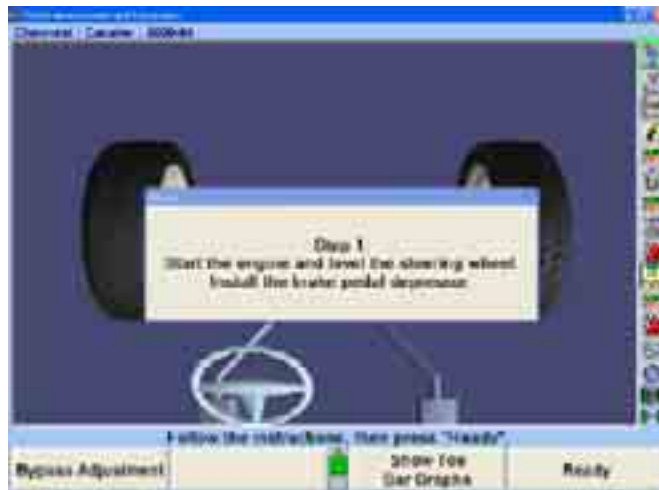 Chevrolet | Cavalier |
Step 1
Start the engine and level the steering wheel.
Install the brake pedal depressor.
Follow the instructions, then press "Ready".
Bypass Adjustment
Show Toe
Bar Graphs
Ready